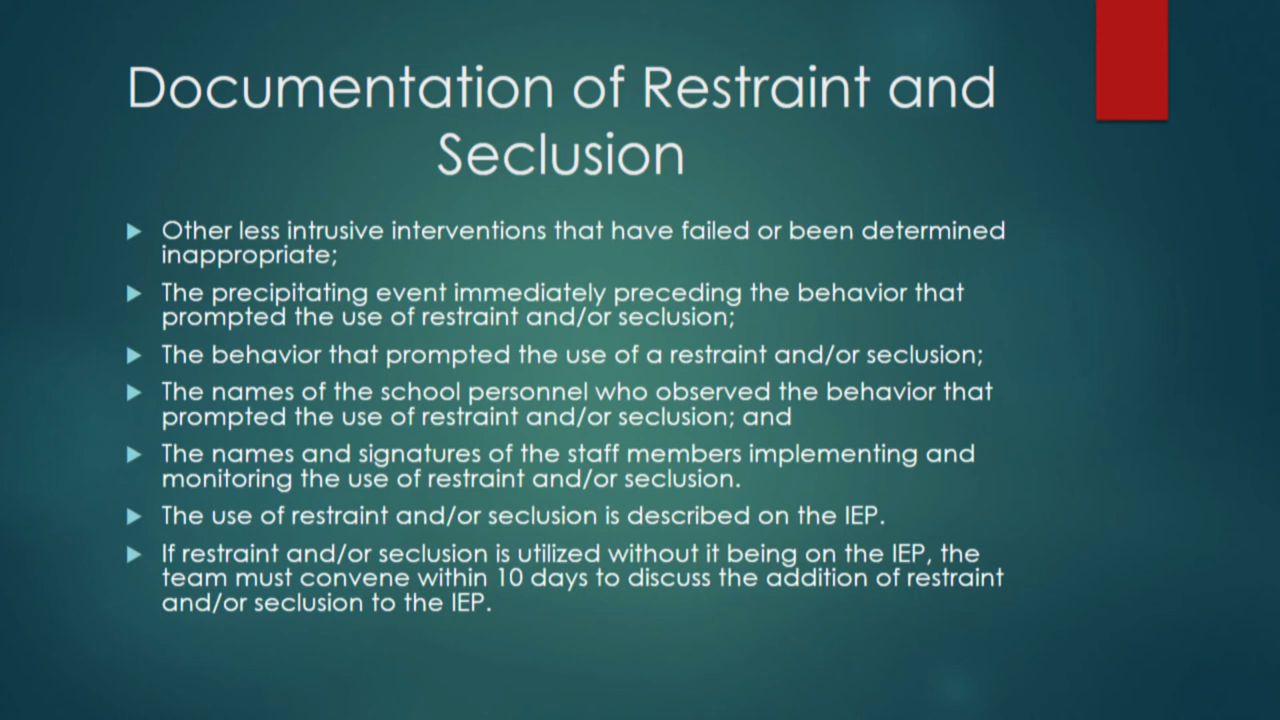 Documentation of Restraint and
Seclusion
Other less intrusive interventions that have failed or been determined
inappropriate;
The precipitating event immediately preceding the behavior that
prompted the use of restraint and/or seclusion;
The behavior that prompted the use of a restraint and/or seclusion;
The names of the school personnel who observed the behavior that
prompted the use of restraint and/or seclusion; and
The names and signatures of the staff members implementing and
monitoring the use of restraint and/or seclusion.
The use of restraint and/or seclusion is described on the IEP.
If restraint and/or seclusion is utilized without it being on the IEP, the
team must convene within 10 days to discuss the addition of restraint
and/or seclusion to the IEP.